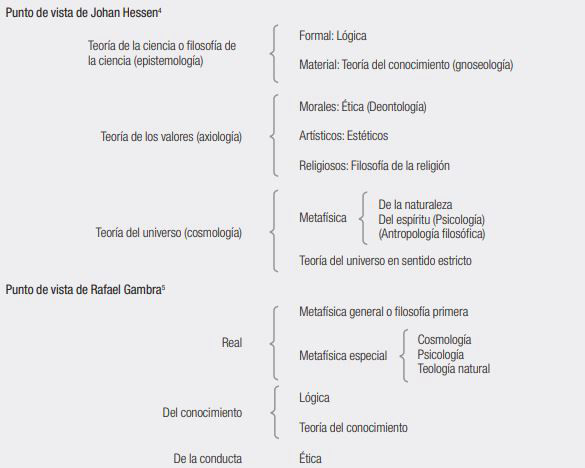 Punto de vista de Johan Hessen⁴
Teoría de la ciencia o filosofía de
la ciencia (epistemología)
Formal: Lógica
Material: Teoría del conocimiento (gnoseología)
Teoría de los valores (axiología)
Morales: Ética (Deontología)
Artísticos: Estéticos
Religiosos: Filosofía de la religión
Teoría del universo (cosmología)
Metafísica
De la naturaleza
Del espíritu (Psicología)
(Antropología filosófica)
Teoría del universo en sentido estricto
Punto de vista de Rafael Gambra⁵
Real
Metafísica general o filosofía primera
Metafísica especial
Cosmología
Psicología
Teología natural
Del conocimiento
Lógica
Teoría del conocimiento
De la conducta
Ética